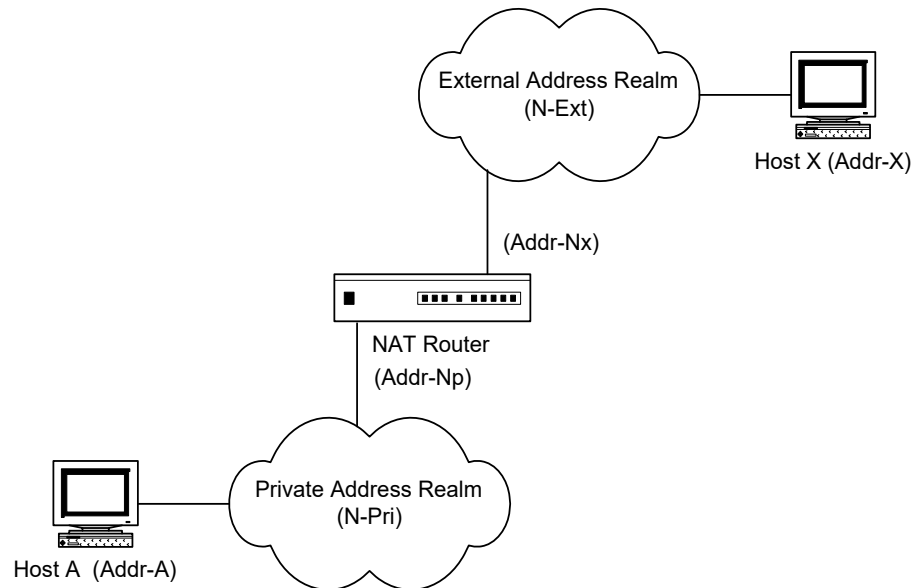 External Address Realm
(N-Ext)
Host X (Addr-X)
(Addr-Nx)
NAT Router
(Addr-Np)
Private Address Realm
(N-Pri)
Host A (Addr-A)